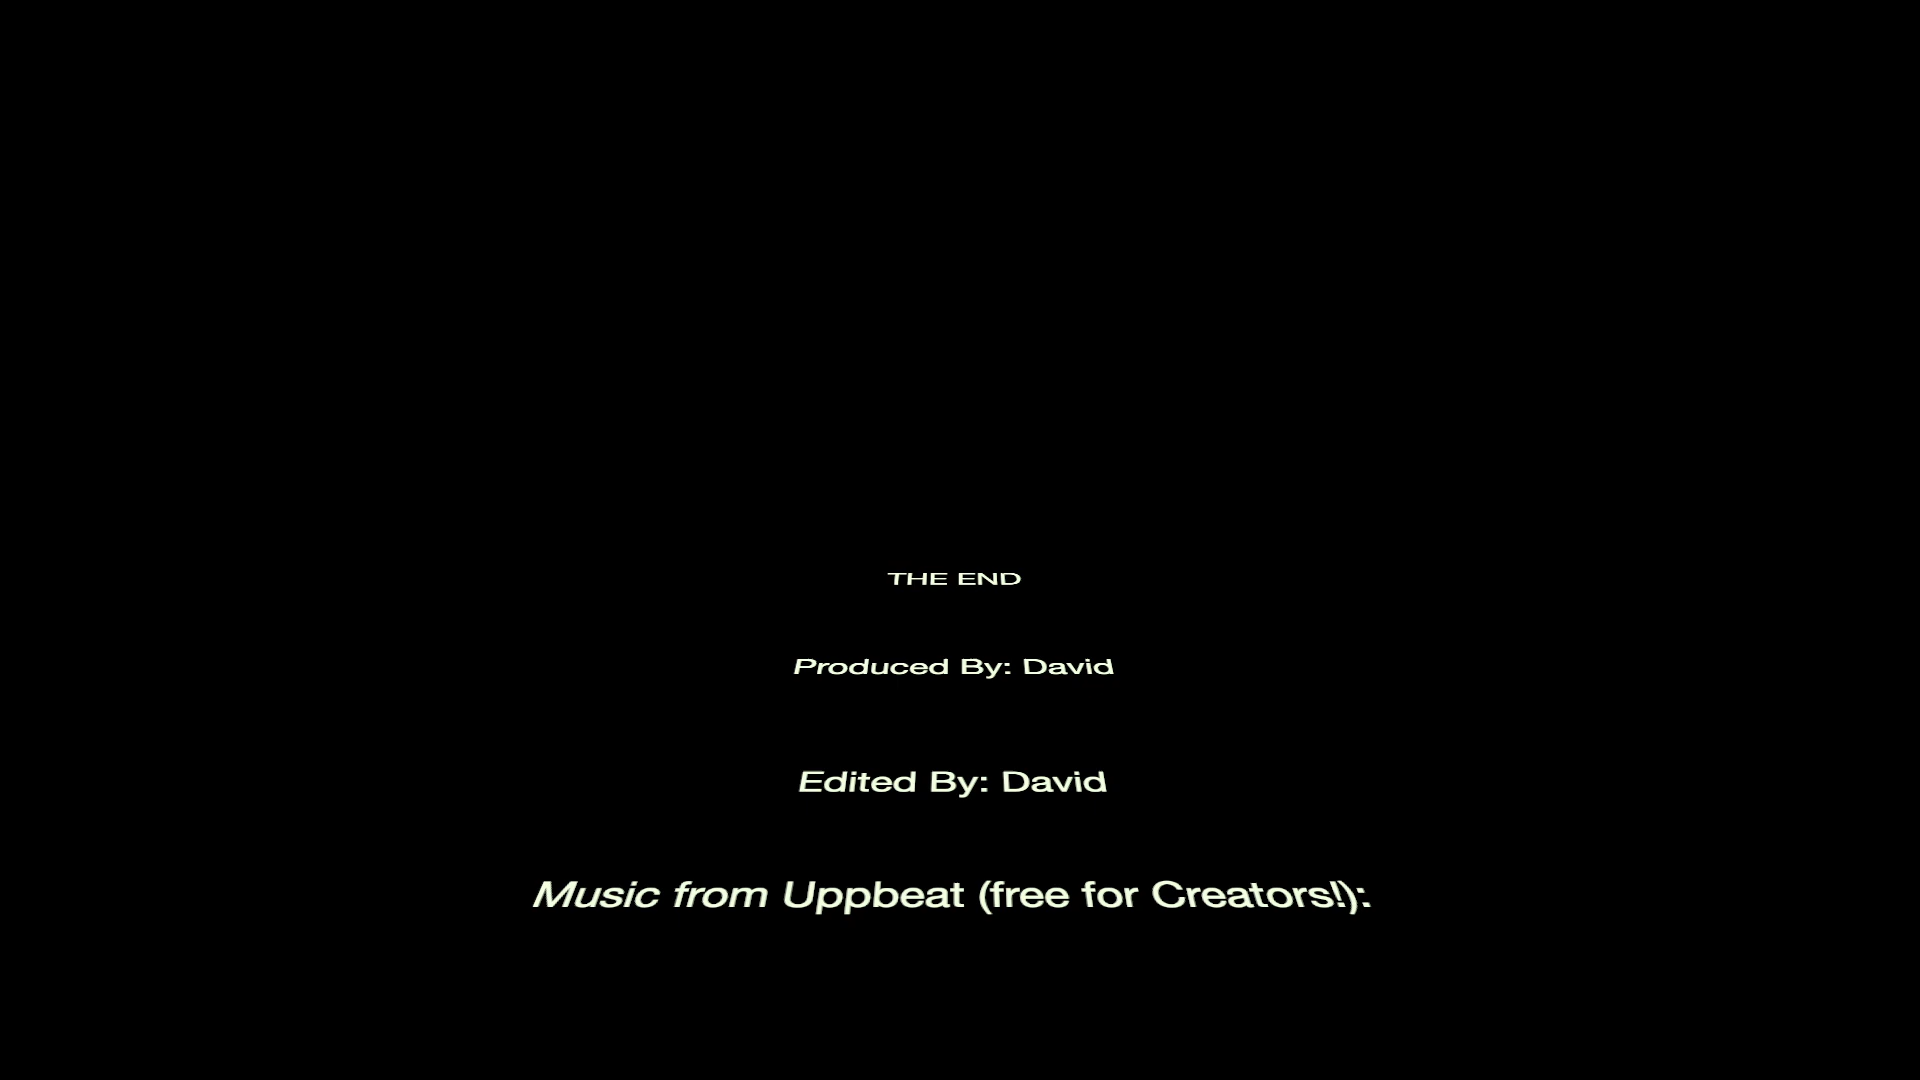 THE END
Produced By: David
Edited By: David
Music from Uppbeat (free for Creators!):